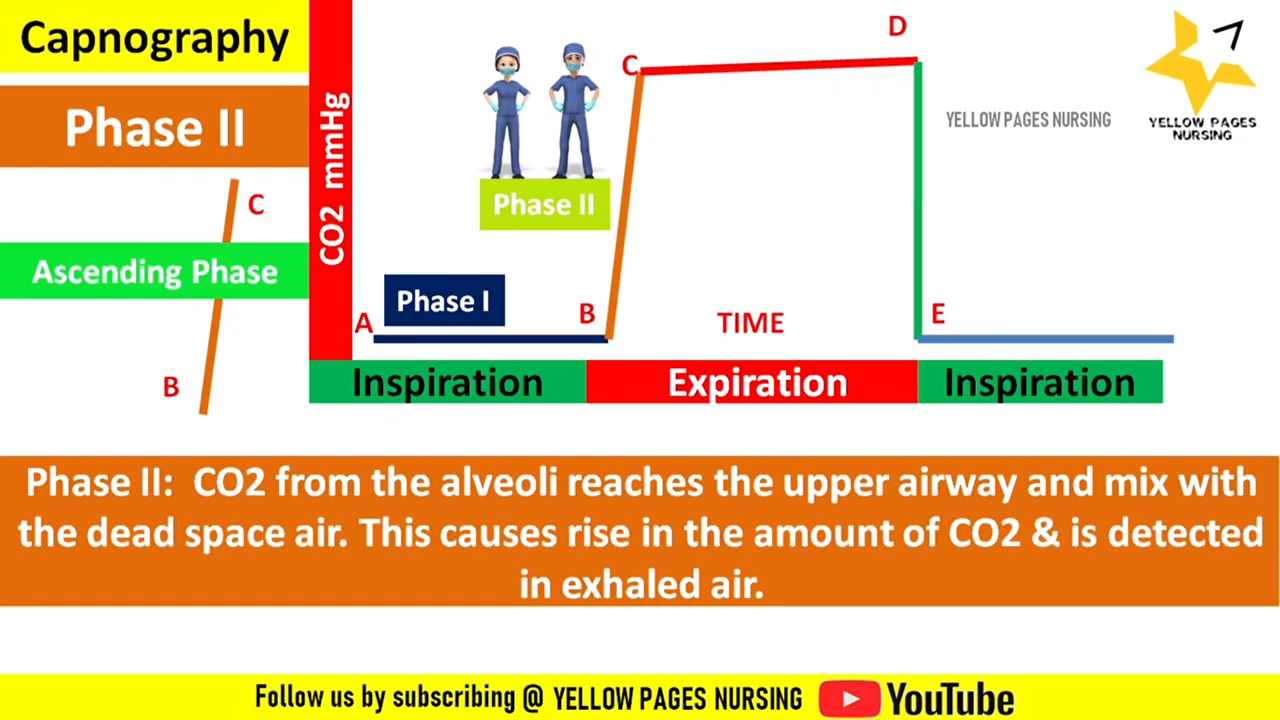 Capnography
Phase II
C
Ascending Phase
B
CO2 mmHg
D
C
YELLOW PAGES NURSING
YELLOW PAGES
NURSING
Phase II
Phase I
A
B
TIME
E
Inspiration
Expiration
Inspiration
Phase II: CO2 from the alveoli reaches the upper airway and mix with
the dead space air. This causes rise in the amount of CO2 & is detected
in exhaled air.
Follow us by subscribing @ YELLOW PAGES NURSING YouTube